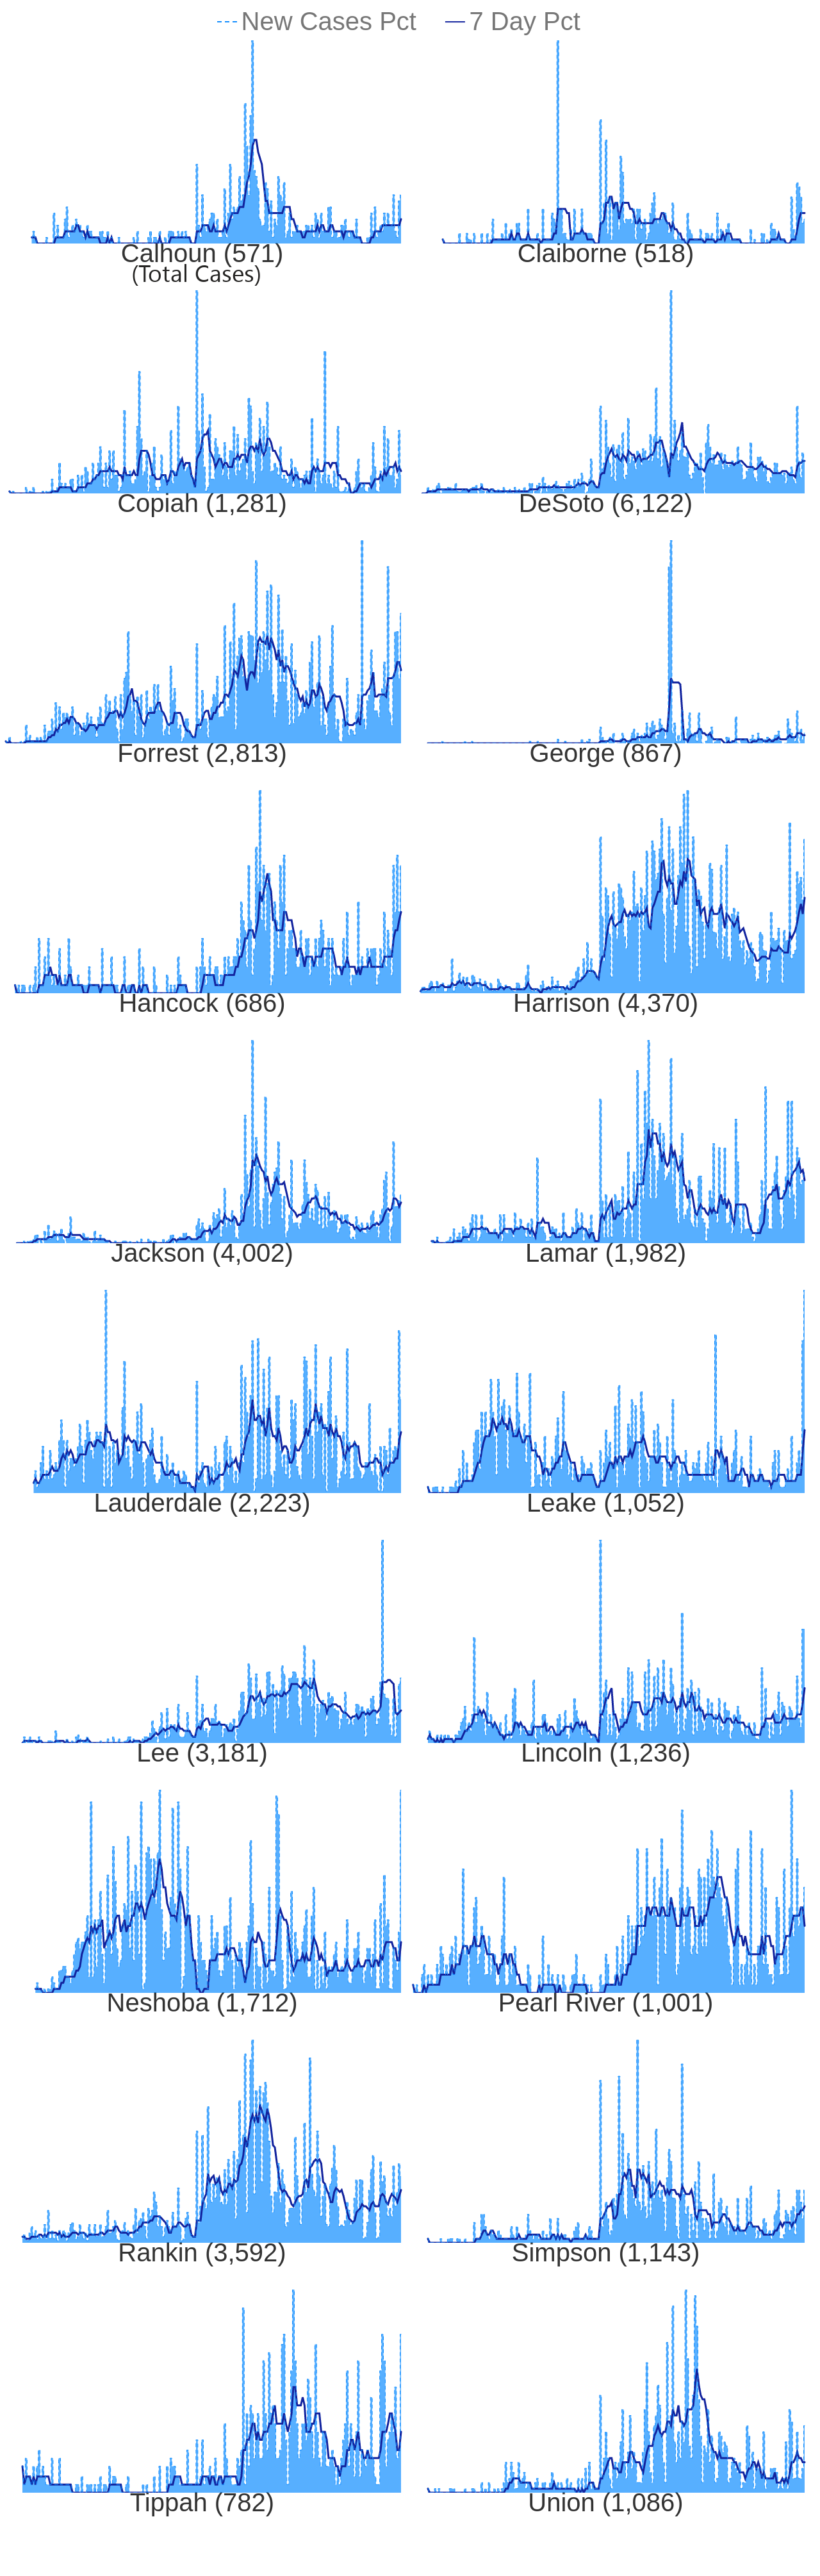 New Cases Pct 7 Day Pct
Calhoun (571) Claiborne (518)
(Total Cases)
Copiah (1,281) DeSoto (6,122)
Forrest (2,813) George (867)
Hancock (686) Harrison (4,370)
Jackson (4,002) Lamar (1,982)
Lauderdale (2,223) Leake (1,052)
Lee (3,181) Lincoln (1,236)
Neshoba (1,712) Pearl River (1,001)
Rankin (3,592) Simpson (1,143)
Tippah (782) Union (1,086)